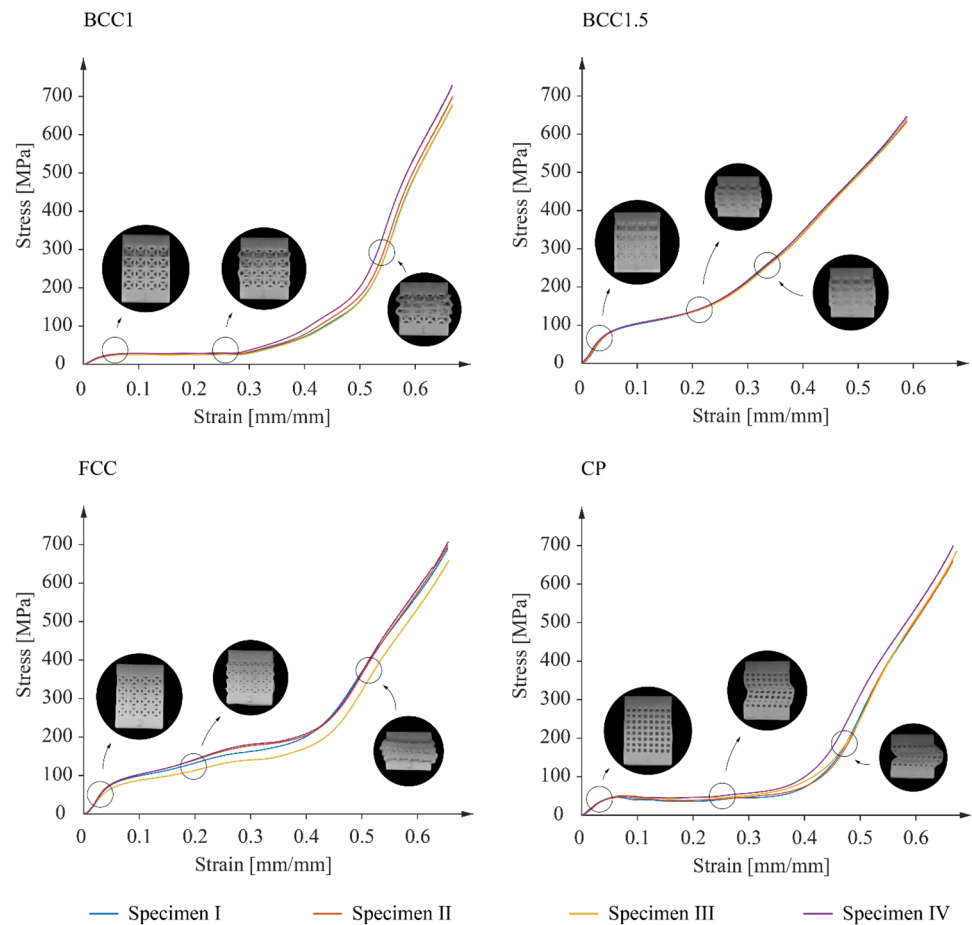 BCC1
BCC1.5
700
600
500
400
300
200
100
0
Stress [MPa]
0 0.1 0.2 0.3 0.4 0.5 0.6
Strain [mm/mm]
700
600
500
400
300
200
100
0
Stress [MPa]
0 0.1 0.2 0.3 0.4 0.5 0.6
Strain [mm/mm]
FCC
CP
700
600
500
400
300
200
100
0
Stress [MPa]
0 0.1 0.2 0.3 0.4 0.5 0.6
Strain [mm/mm]
700
600
500
400
300
200
100
0
Stress [MPa]
0 0.1 0.2 0.3 0.4 0.5 0.6
Strain [mm/mm]
Specimen I Specimen II Specimen III Specimen IV